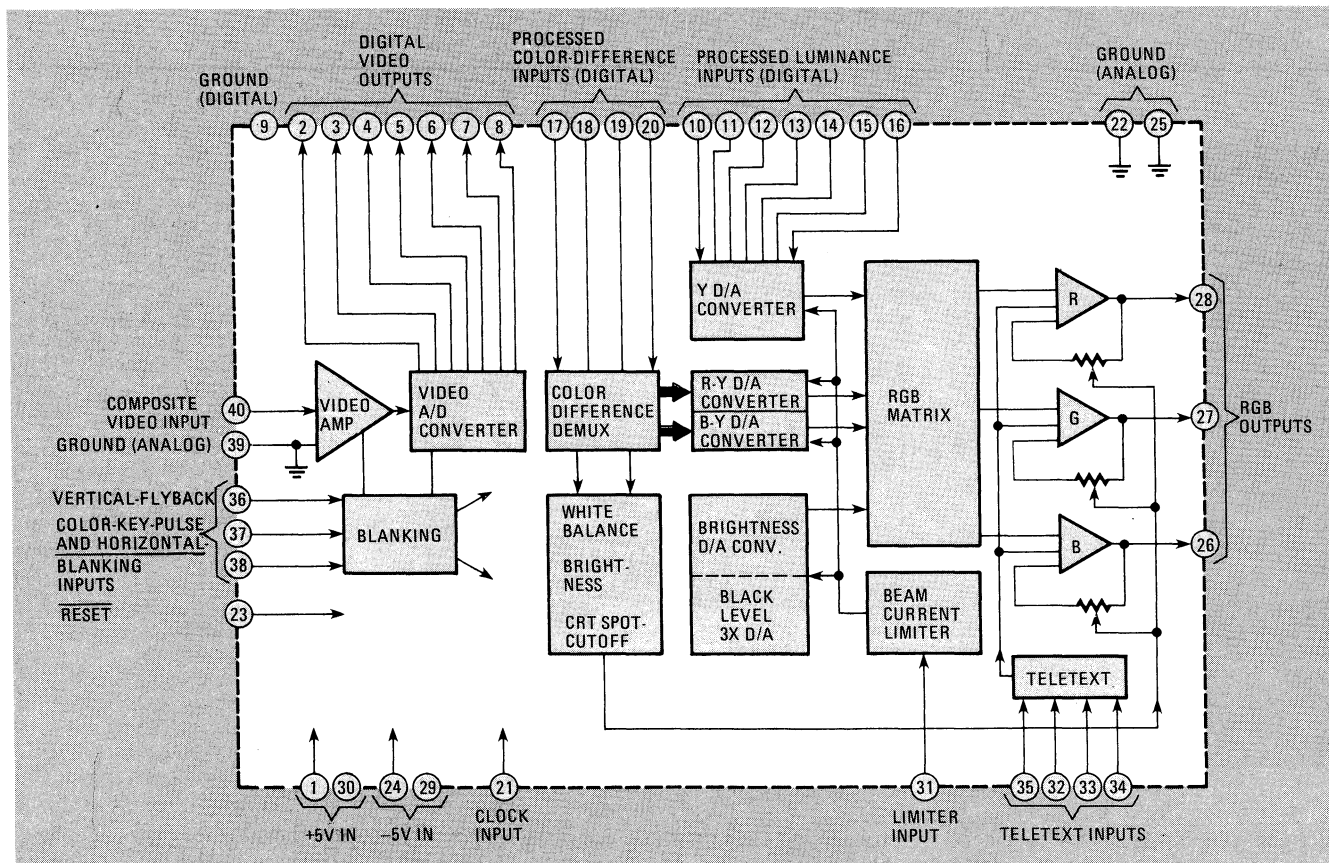 DIGITAL
VIDEO
OUTPUTS
PROCESSED
COLOR-DIFFERENCE
INPUTS (DIGITAL)
PROCESSED LUMINANCE
INPUTS (DIGITAL)
GROUND
(ANALOG)
GROUND
(DIGITAL)
9 2 3 4 5 6 7 8 17 18 19 20 10 11 12 13 14 15 16 22 25
Y D/A
CONVERTER
RGB
MATRIX
R
28
COMPOSITE
VIDEO INPUT
40
VIDEO
AMP
VIDEO
A/D
CONVERTER
COLOR
DIFFERENCE
DEMUX
R-Y D/A
CONVERTER
B-Y D/A
CONVERTER
G
27
RGB
OUTPUTS
GROUND (ANALOG)
39
VERTICAL-FLYBACK
36
COLOR-KEY-PULSE
AND HORIZONTAL-
37
BLANKING
INPUTS
38
BLANKING
WHITE
BALANCE
BRIGHT-
NESS
CRT SPOT-
CUTOFF
BRIGHTNESS
D/A CONV.
BLACK
LEVEL
3X D/A
BEAM
CURRENT
LIMITER
B
26
RESET
23
TELETEXT
1 30 24 29 21 31 35 32 33 34
+5V IN
–5V IN
CLOCK
INPUT
LIMITER
INPUT
TELETEXT INPUTS